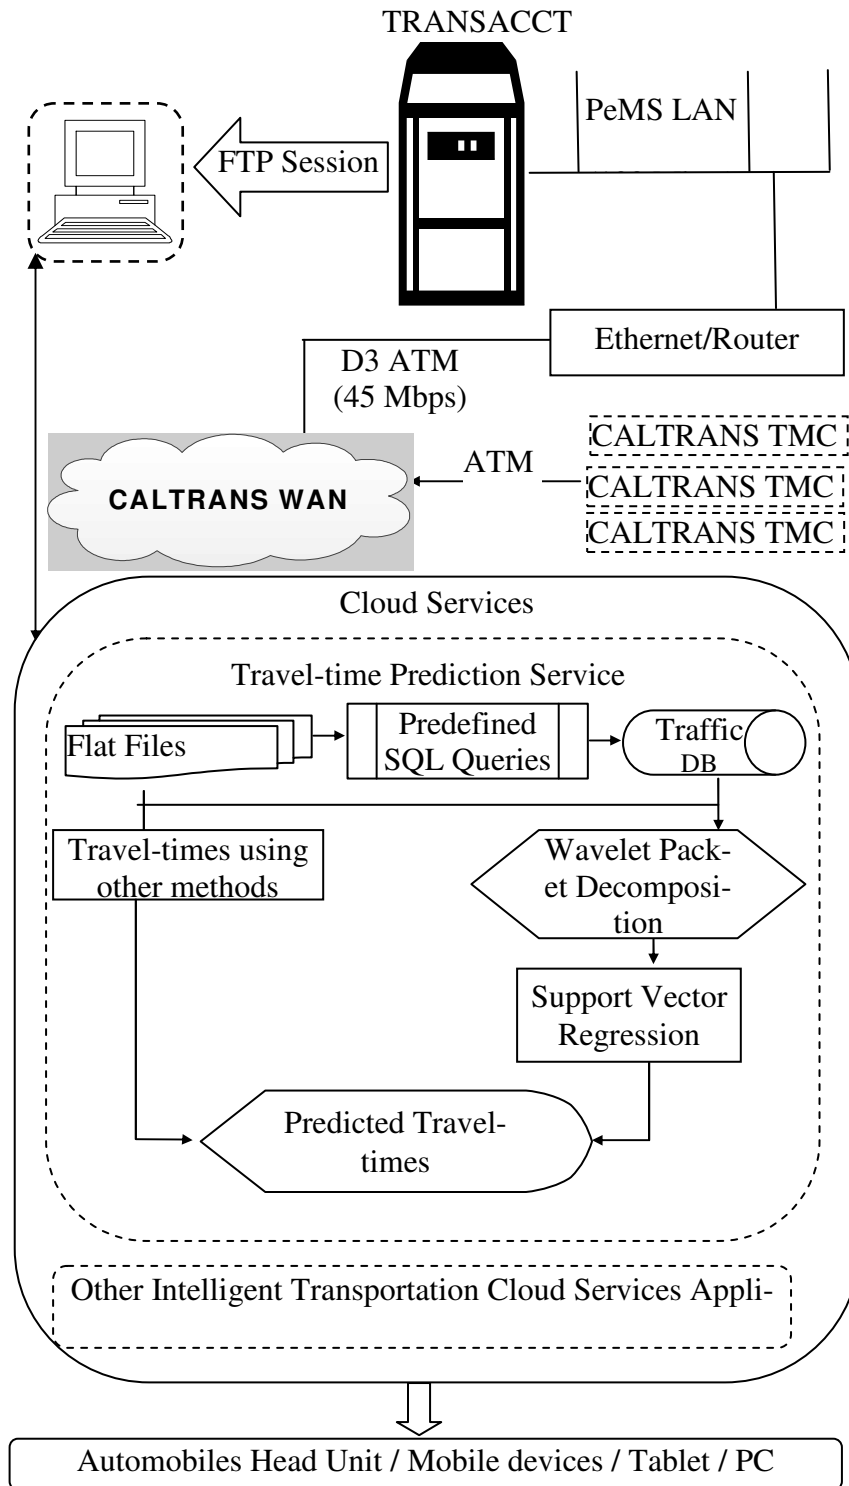 TRANSACCT
PeMS LAN
FTP Session
Ethernet/Router
D3 ATM
(45 Mbps)
CALTRANS TMC
ATM
CALTRANS TMC
CALTRANS WAN
CALTRANS TMC
Cloud Services
Travel-time Prediction Service
Flat Files
Predefined
SQL Queries
Traffic
DB
Travel-times using
other methods
Wavelet Pack-
et Decomposi-
tion
Support Vector
Regression
Predicted Travel-
times
Other Intelligent Transportation Cloud Services Appli-
Automobiles Head Unit / Mobile devices / Tablet / PC